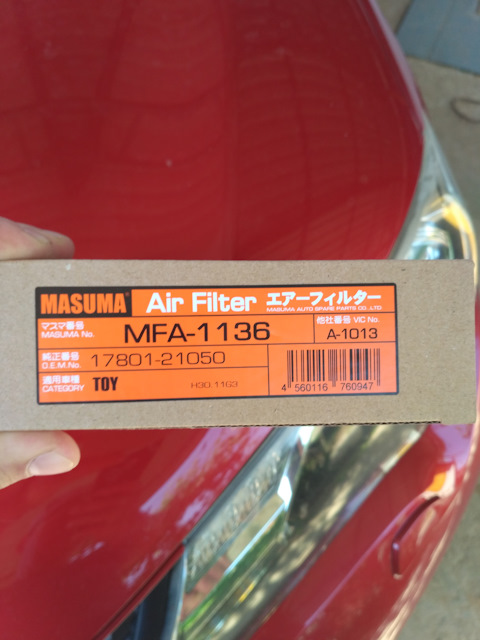 MASUMA Air Filter エアーフィルター
MASUMA AUTO SPARE PARTS CO.,LTD.
マスマ番号
MASUMA No.
MFA-1136
他社番号 VIC No.
A-1013
純正番号
O.E.M.No.
17801-21050
適用車種
CATEGORY
TOY
H30.1163
4 560116 760947